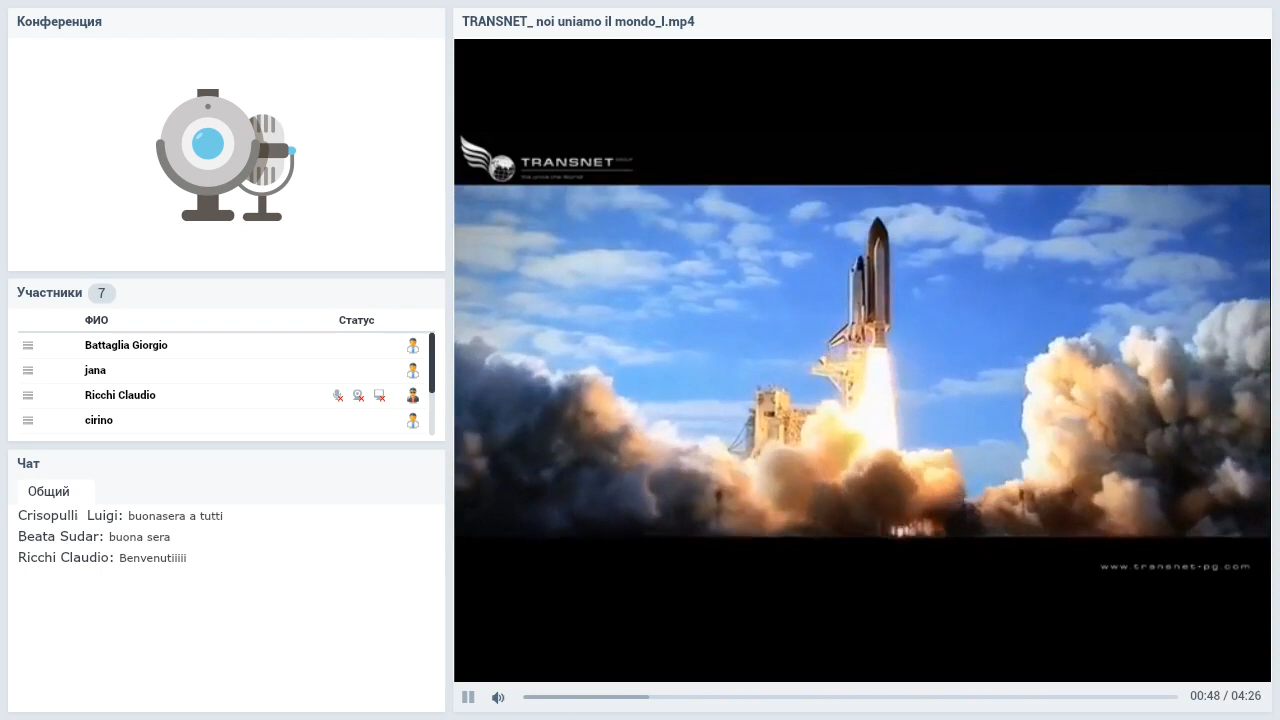 Конференция
TRANSNET_ noi uniamo il mondo_I.mp4
TRANSNET
Участники 7
ФИО Статус
Battaglia Giorgio
jana
Ricchi Claudio
cirino
Чат
Общий
Crisopulli Luigi: buonasera a tutti
Beata Sudar: buona sera
Ricchi Claudio: Benvenutiiiii
www.transnet-pg.com
00:48 / 04:26